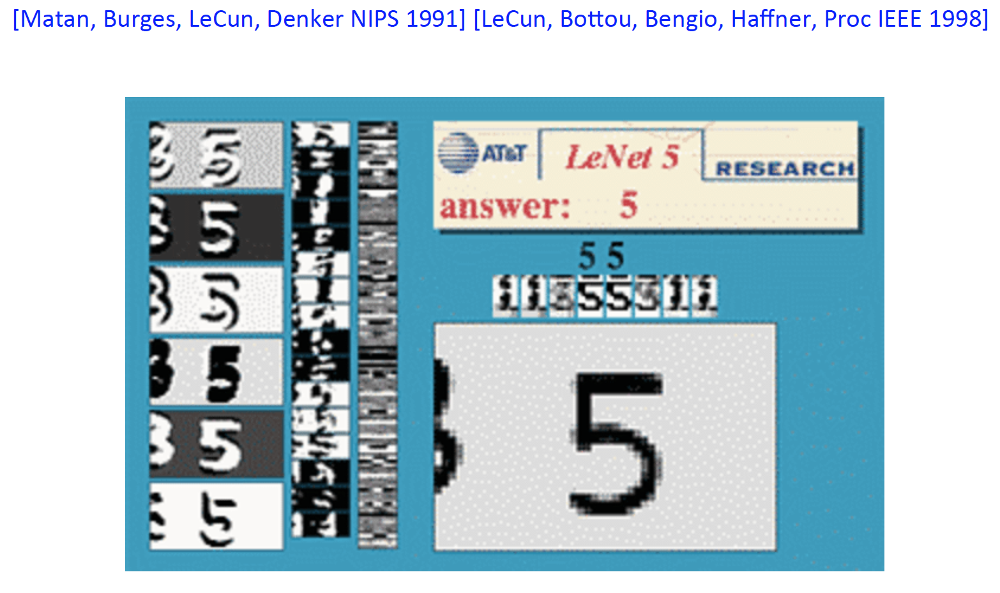 [Matan, Burges, LeCun, Denker NIPS 1991] [LeCun, Bottou, Bengio, Haffner, Proc IEEE 1998]
AT&T LeNet 5 RESEARCH
answer: 5
5 5
5